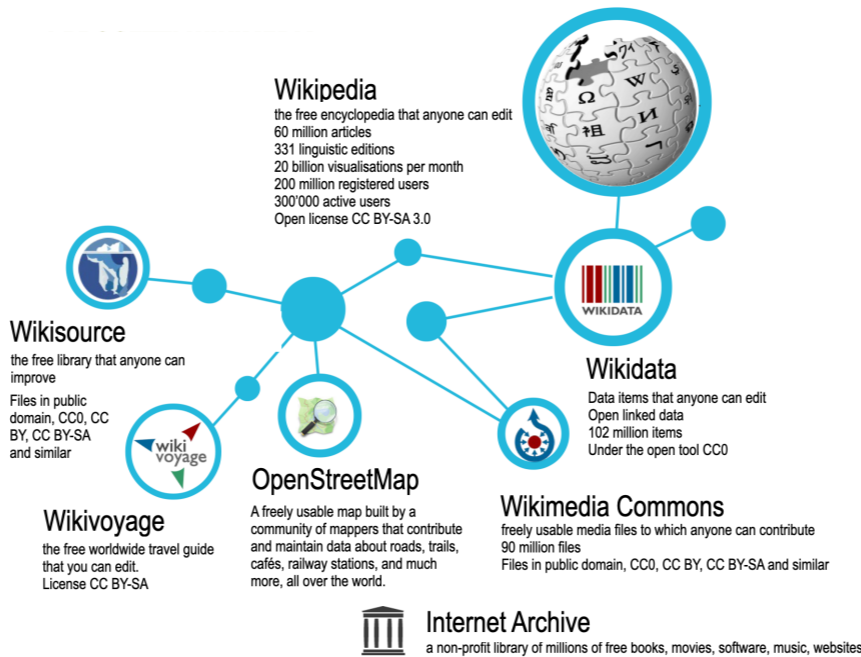 Wikipedia
the free encyclopedia that anyone can edit
60 million articles
331 linguistic editions
20 billion visualisations per month
200 million registered users
300'000 active users
Open license CC BY-SA 3.0
Ω
W
祖
И
WIKIDATA
Wikisource
the free library that anyone can
improve
Files in public
domain, CC0, CC
BY, CC BY-SA
and similar
wiki
voyage
Wikivoyage
the free worldwide travel guide
that you can edit.
License CC BY-SA
OpenStreetMap
A freely usable map built by a
community of mappers that contribute
and maintain data about roads, trails,
cafés, railway stations, and much
more, all over the world.
Wikidata
Data items that anyone can edit
Open linked data
102 million items
Under the open tool CC0
Wikimedia Commons
freely usable media files to which anyone can contribute
90 million files
Files in public domain, CC0, CC BY, CC BY-SA and similar
Internet Archive
a non-profit library of millions of free books, movies, software, music, websites